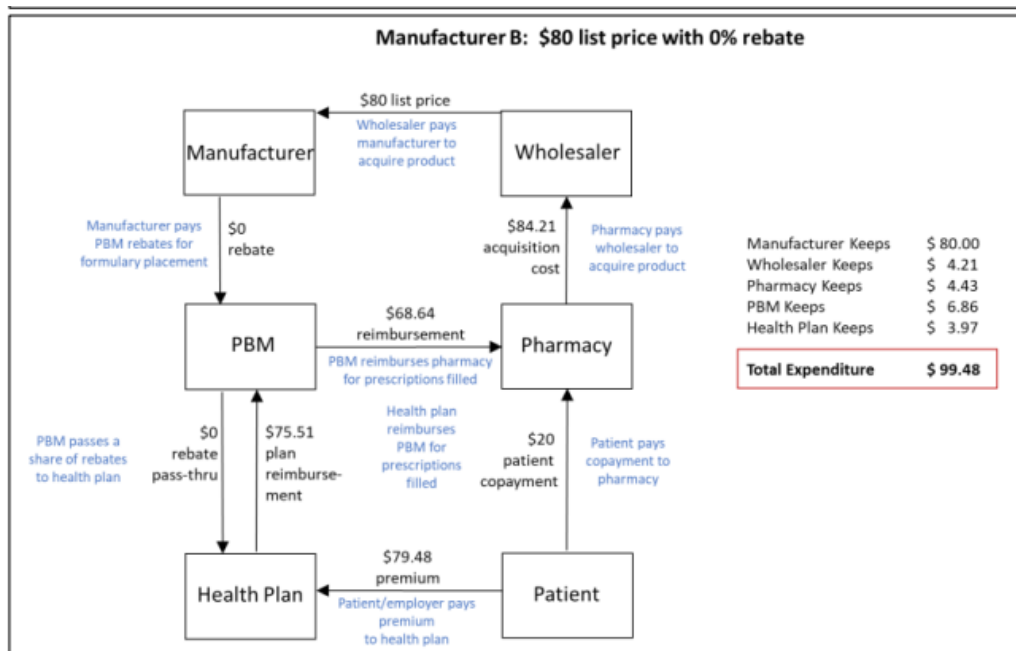 Manufacturer B:  $80 list price with 0% rebate
$80 list price
Wholesaler pays
manufacturer to
acquire product
Manufacturer
Wholesaler
Manufacturer pays
PBM rebates for
formulary placement
$0
rebate
$84.21
acquisition
cost
Pharmacy pays
wholesaler to
acquire product
Manufacturer Keeps $ 80.00
Wholesaler Keeps $ 4.21
Pharmacy Keeps $ 4.43
PBM Keeps $ 6.86
Health Plan Keeps $ 3.97
Total Expenditure $ 99.48
PBM
$68.64
reimbursement
PBM reimburses pharmacy
for prescriptions filled
Pharmacy
PBM passes a
share of rebates
to health plan
$0
rebate
pass-thru
$75.51
plan
reimburse-
ment
Health plan
reimburses
PBM for
prescriptions
filled
$20
patient
copayment
Patient pays
copayment to
pharmacy
Health Plan
$79.48
premium
Patient/employer pays
premium
to health plan
Patient